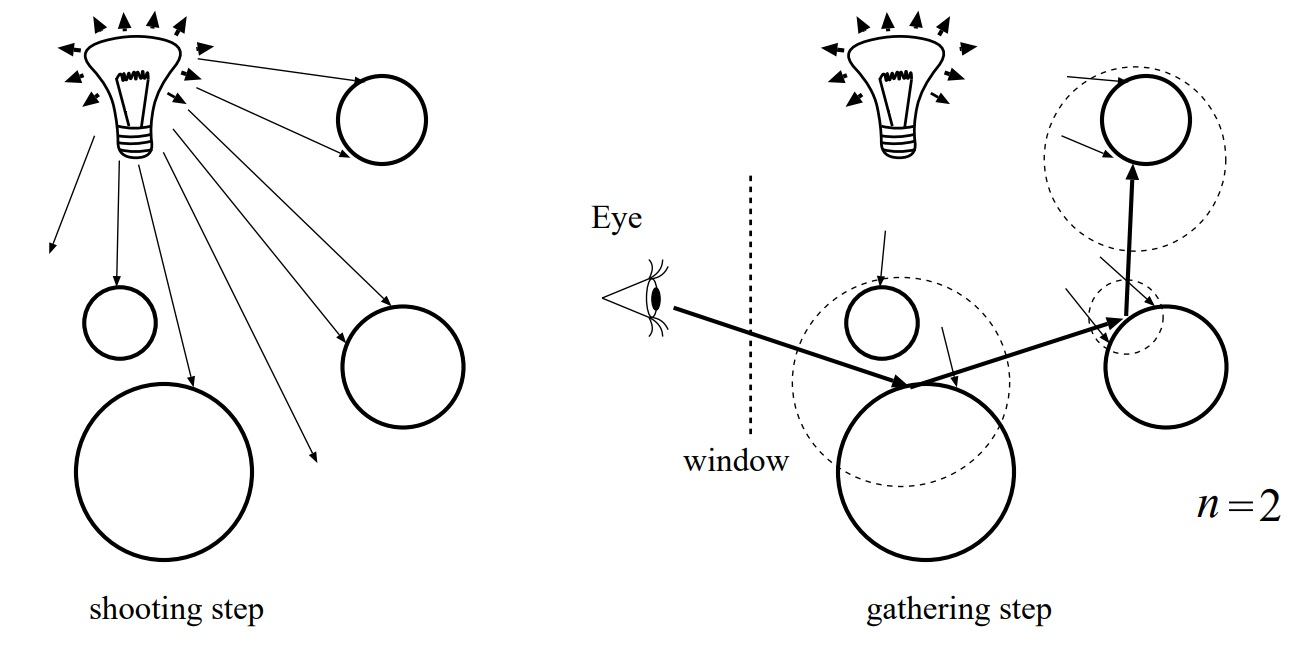 Eye
window
n = 2
shooting step
gathering step